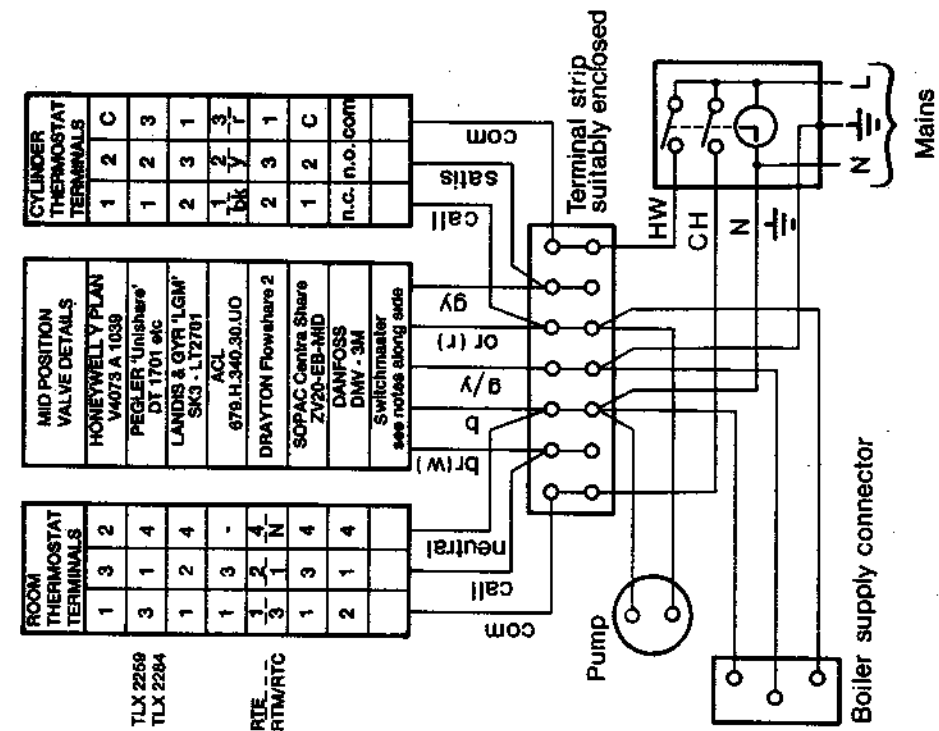 ROOM
THERMOSTAT
TERMINALS
1 3 2
TLX 2259
TLX 2284
3 1 4
1 2 4
1 3 -
RTE
RTM/RTC
1 2 4
3 1 N
1 3 4
2 1 4
MID POSITION
VALVE DETAILS
HONEYWELL Y PLAN
V4073 A 1039
PEGLER 'Unishare'
DT 1701 etc
LANDIS & GYR 'LGM'
SK3 - LT2701
ACL
679.H.340.30.UO
DRAYTON Flowshare 2
SOPAC Centra Share
ZV20-EB-MID
DANFOSS
DMV - 3M
Switchmaster
see notes along side
CYLINDER
THERMOSTAT
TERMINALS
1 2 C
1 2 3
2 3 1
1 2 3
bk y r
2 3 1
1 2 C
n.c. n.o. com
com
call
neutral
br(w)
b
g/y
or (r)
gy
call
satis
com
Terminal strip
suitably enclosed
HW
CH
N
L
N
Mains
Pump
Boiler supply connector